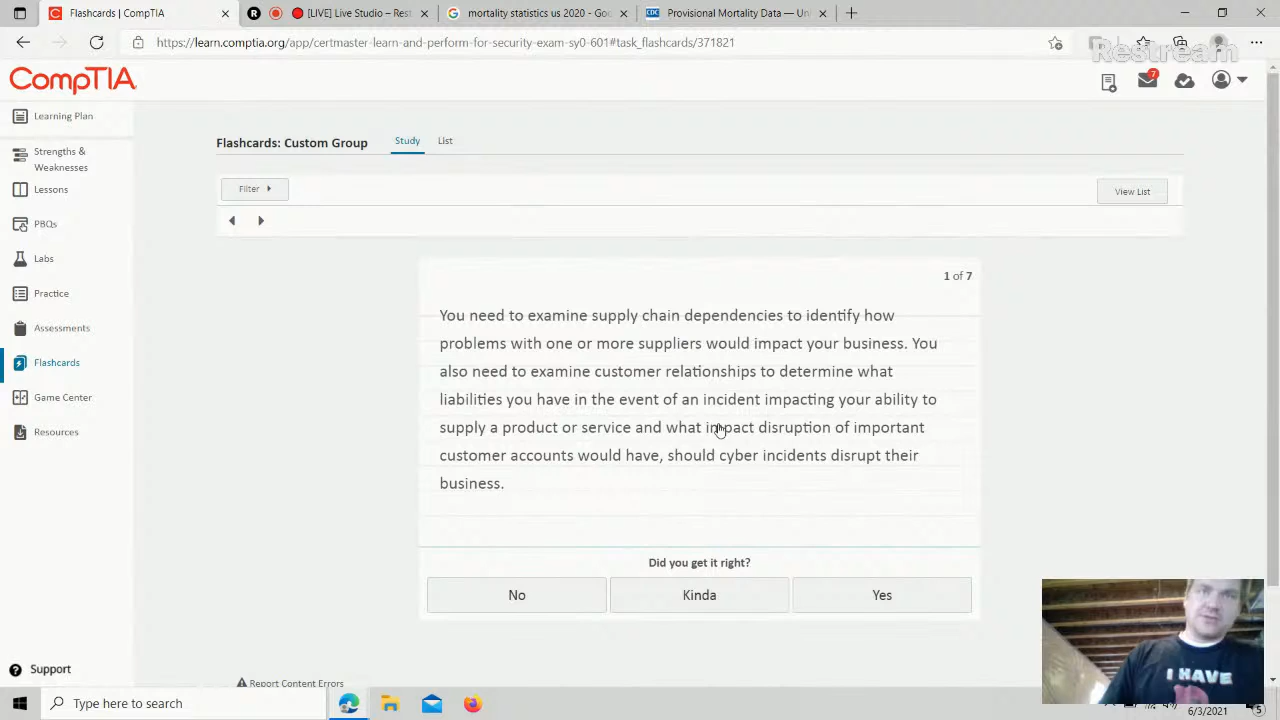 Flashcards | CompTIA
[LIVE] Live Studio – Rest
mortality statistics us 2020 - Goo
CDC
Provisional Mortality Data — Uni
https://learn.comptia.org/app/certmaster-learn-and-perform-for-security-exam-sy0-601#task_flashcards/371821
Restream
CompTIA
7
Learning Plan
Strengths &
Weaknesses
Lessons
PBQs
Labs
Practice
Assessments
Flashcards
Game Center
Resources
Support
Flashcards: Custom Group
Study
List
Filter
View List
1 of 7
You need to examine supply chain dependencies to identify how
problems with one or more suppliers would impact your business. You
also need to examine customer relationships to determine what
liabilities you have in the event of an incident impacting your ability to
supply a product or service and what impact disruption of important
customer accounts would have, should cyber incidents disrupt their
business.
Did you get it right?
No
Kinda
Yes
Report Content Errors
I HAVE
Type here to search
6/3/2021
5